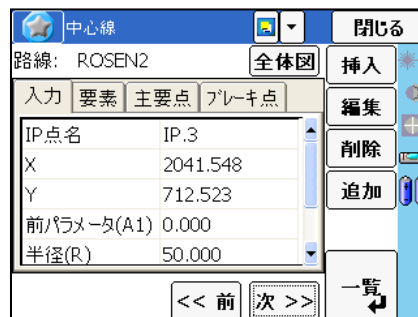 中心線
閉じる
路線: ROSEN2
全体図
挿入
入力 要素 主要点 ブレーキ点
編集
IP点名 IP.3
削除
X 2041.548
Y 712.523
追加
前パラメータ(A1) 0.000
半径(R) 50.000
<< 前 次 >>
一覧